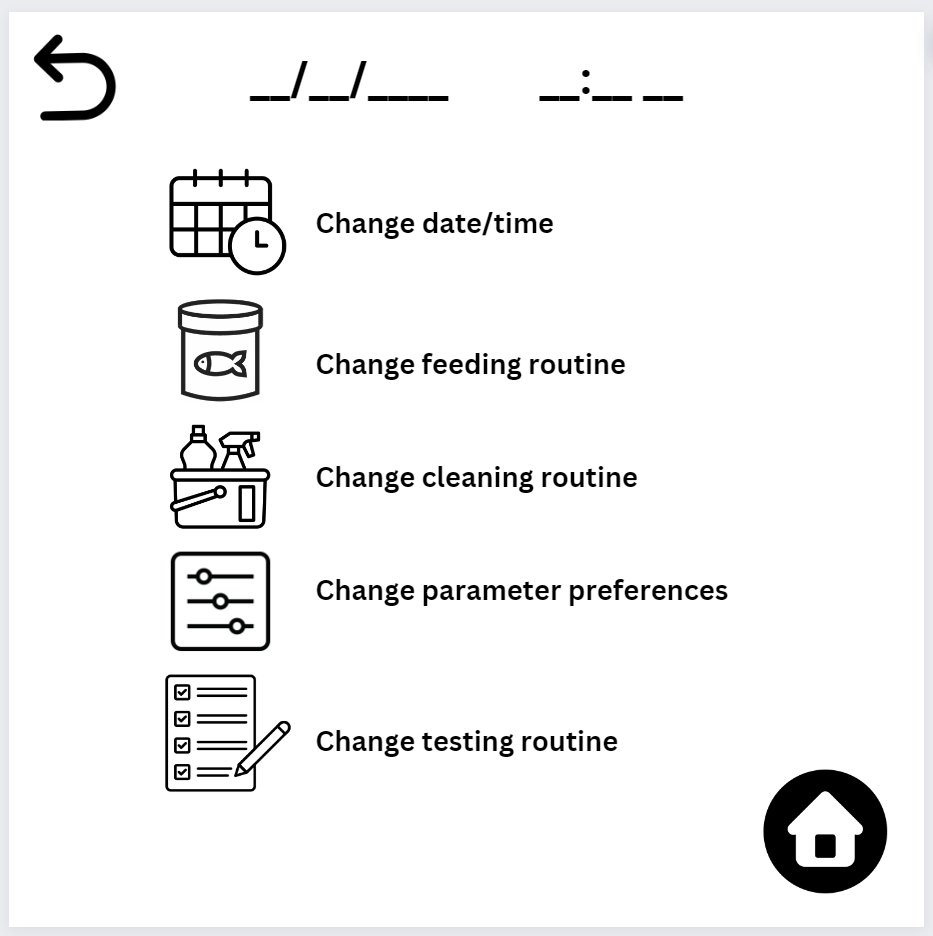 __/__/____ __:__ __
Change date/time
Change feeding routine
Change cleaning routine
Change parameter preferences
Change testing routine